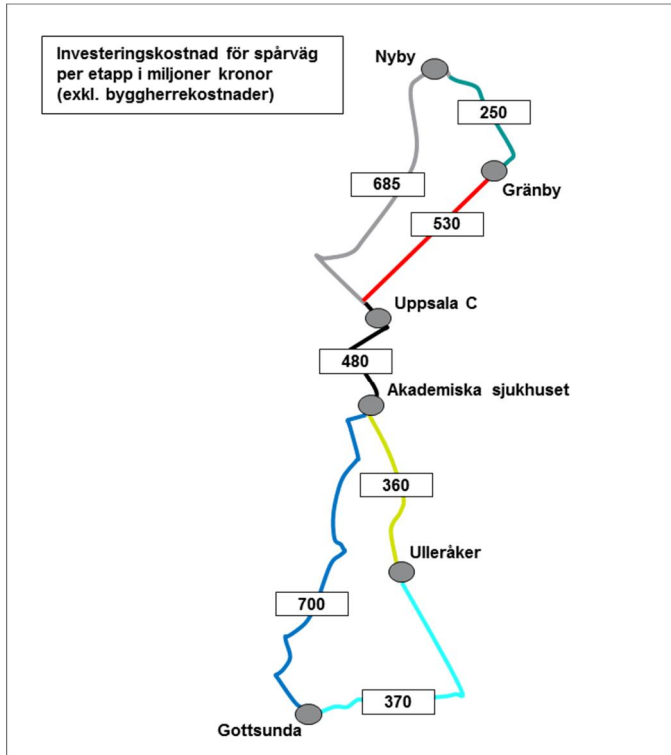 Investeringskostnad för spårväg
per etapp i miljoner kronor
(exkl. byggherrekostnader)
Nyby
250
Gränby
685
530
Uppsala C
480
Akademiska sjukhuset
360
Ulleråker
700
370
Gottsunda